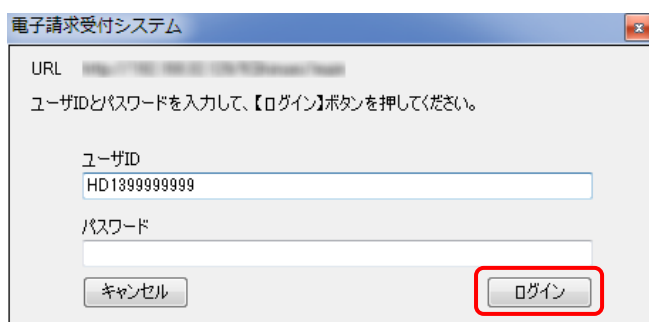 電子請求受付システム
URL
ユーザIDとパスワードを入力して、【ログイン】ボタンを押してください。
ユーザID
HD1399999999
パスワード
キャンセル ログイン